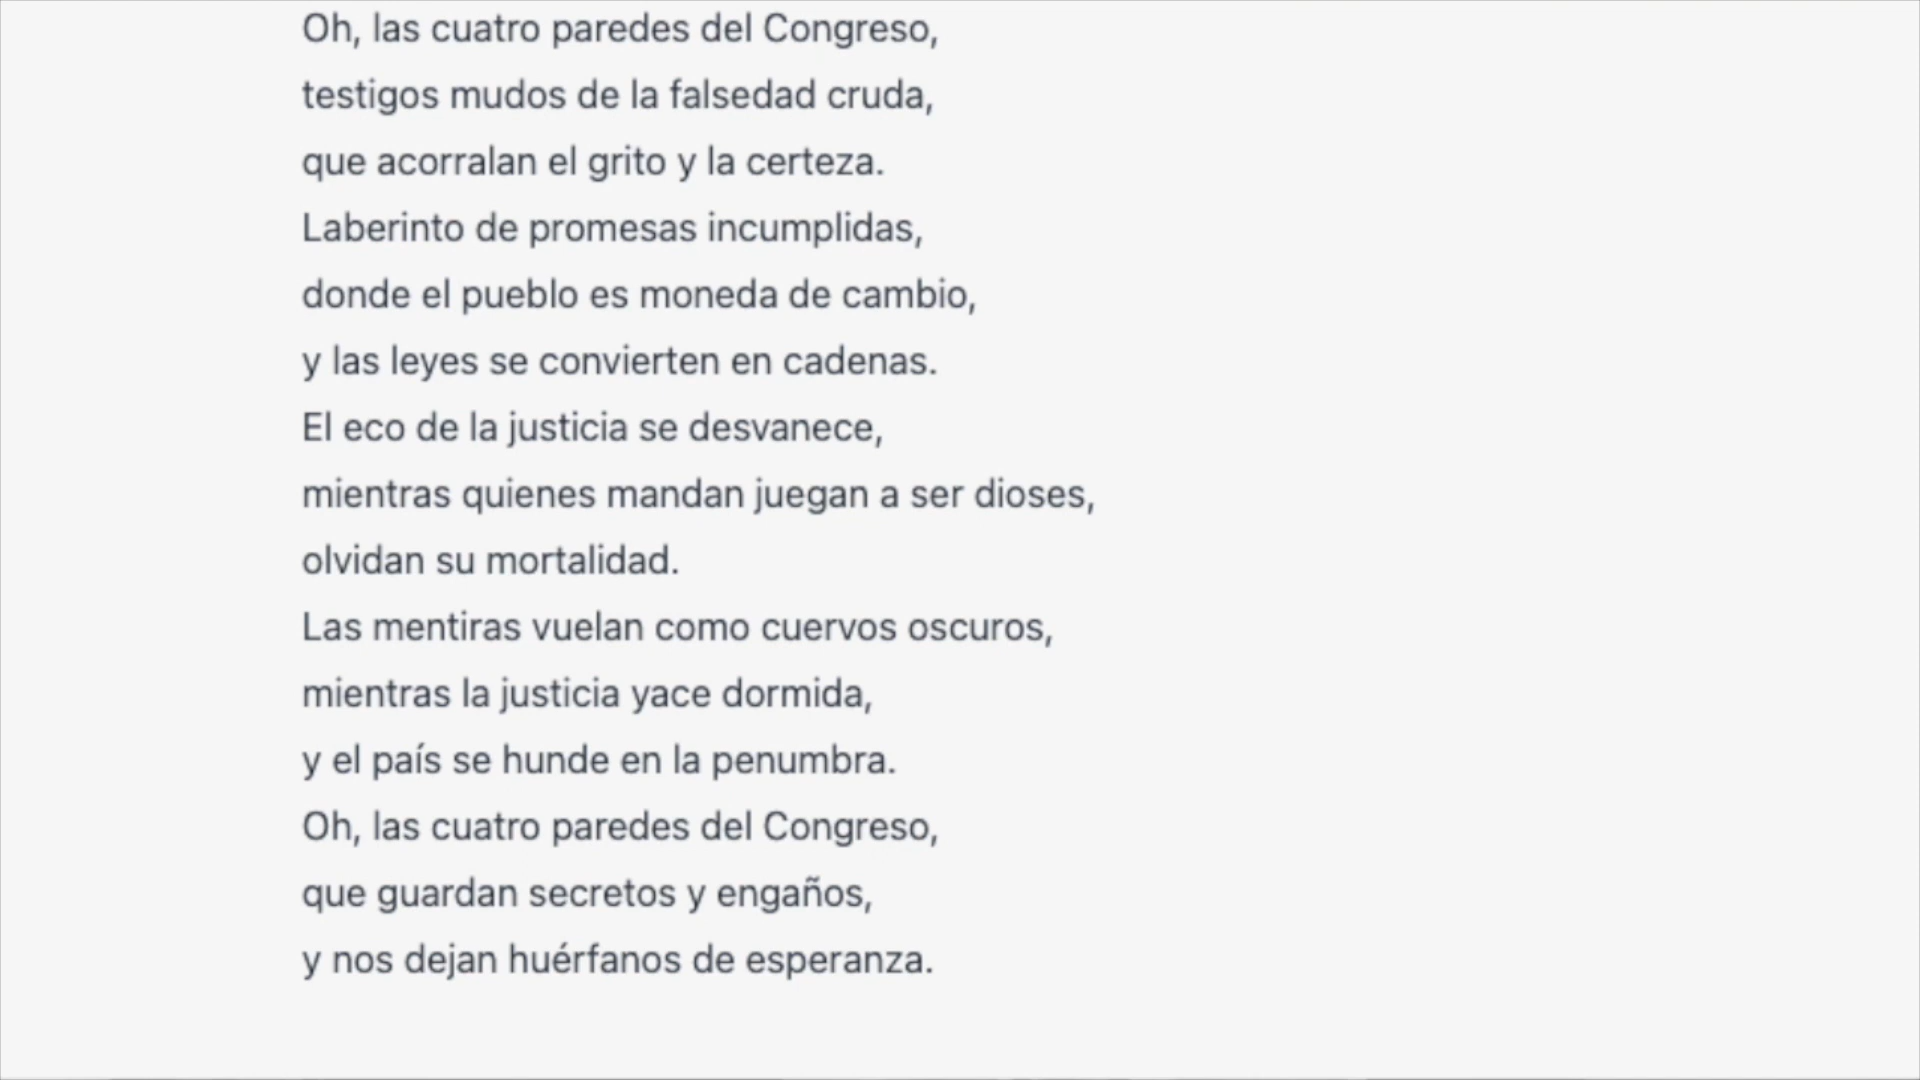 Oh, las cuatro paredes del Congreso,
testigos mudos de la falsedad cruda,
que acorralan el grito y la certeza.
Laberinto de promesas incumplidas,
donde el pueblo es moneda de cambio,
y las leyes se convierten en cadenas.
El eco de la justicia se desvanece,
mientras quienes mandan juegan a ser dioses,
olvidan su mortalidad.
Las mentiras vuelan como cuervos oscuros,
mientras la justicia yace dormida,
y el país se hunde en la penumbra.
Oh, las cuatro paredes del Congreso,
que guardan secretos y engaños,
y nos dejan huérfanos de esperanza.